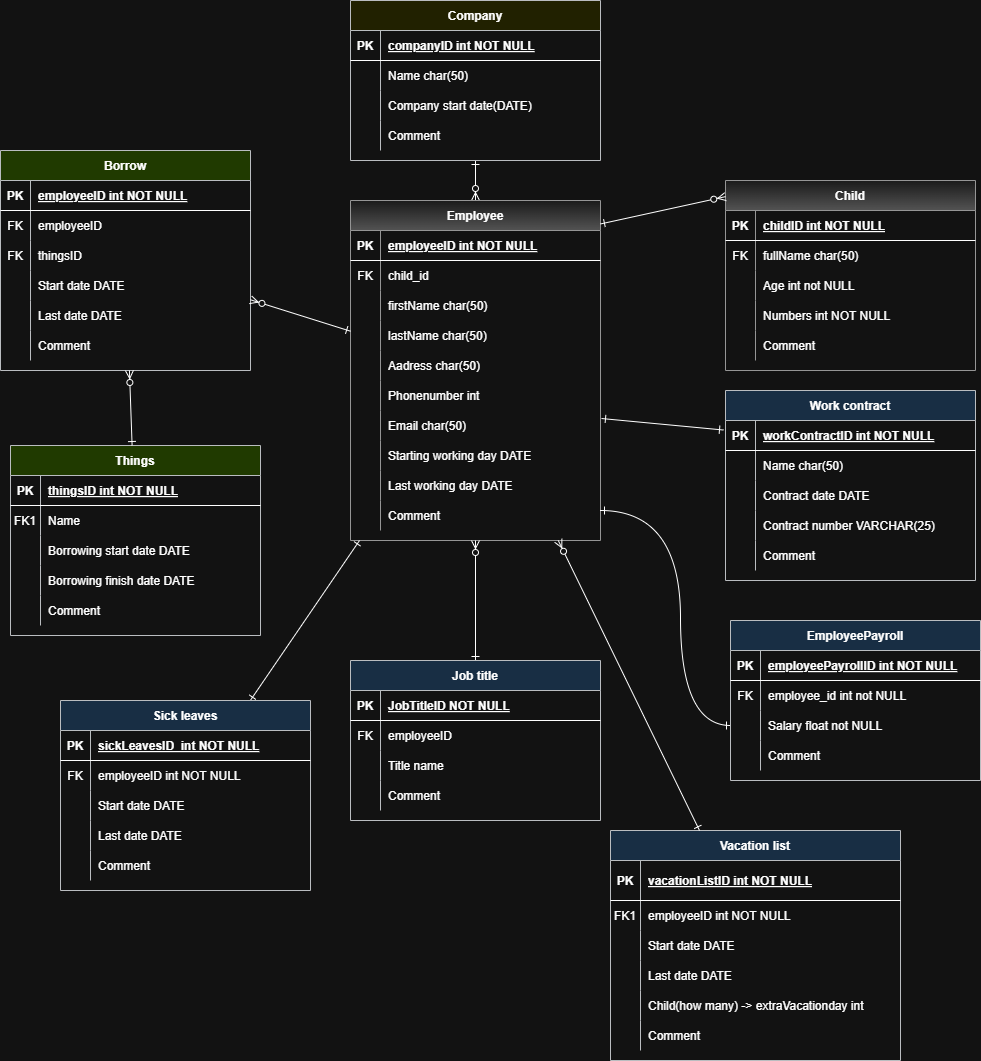 Company
PK companyID int NOT NULL
Name char(50)
Company start date(DATE)
Comment
Borrow
PK employeeID int NOT NULL
FK employeeID
FK thingsID
Start date DATE
Last date DATE
Comment
Employee
PK employeeID int NOT NULL
FK child_id
firstName char(50)
lastName char(50)
Aadress char(50)
Phonenumber int
Email char(50)
Starting working day DATE
Last working day DATE
Comment
Child
PK childID int NOT NULL
FK fullName char(50)
Age int not NULL
Numbers int NOT NULL
Comment
Work contract
PK workContractID int NOT NULL
Name char(50)
Contract date DATE
Contract number VARCHAR(25)
Comment
Things
PK thingsID int NOT NULL
FK1 Name
Borrowing start date DATE
Borrowing finish date DATE
Comment
EmployeePayroll
PK employeePayrollID int NOT NULL
FK employee_id int not NULL
Salary float not NULL
Comment
Sick leaves
PK sickLeavesID int NOT NULL
FK employeeID int NOT NULL
Start date DATE
Last date DATE
Comment
Job title
PK JobTitleID NOT NULL
FK employeeID
Title name
Comment
Vacation list
PK vacationListID int NOT NULL
FK1 employeeID int NOT NULL
Start date DATE
Last date DATE
Child(how many) -> extraVacationday int
Comment